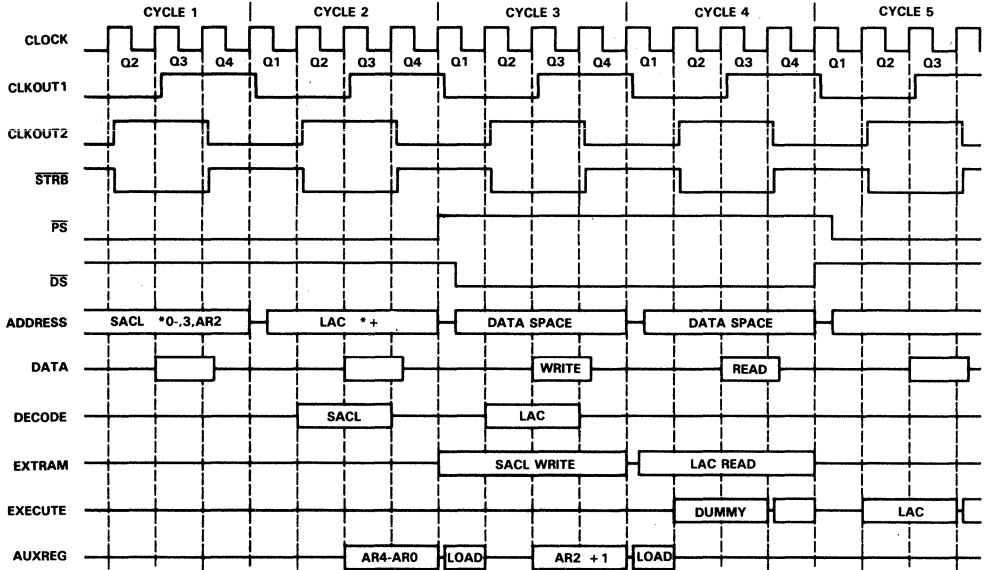 CYCLE 1 CYCLE 2 CYCLE 3 CYCLE 4 CYCLE 5
CLOCK
Q2 Q3 Q4 Q1 Q2 Q3 Q4 Q1 Q2 Q3 Q4 Q1 Q2 Q3 Q4 Q1 Q2 Q3
CLKOUT1
CLKOUT2
STRB
PS
DS
ADDRESS SACL *0-,3,AR2 LAC *+ DATA SPACE DATA SPACE
DATA WRITE READ
DECODE SACL LAC
EXTRAM SACL WRITE LAC READ
EXECUTE DUMMY LAC
AUXREG AR4-AR0 LOAD AR2 +1 LOAD